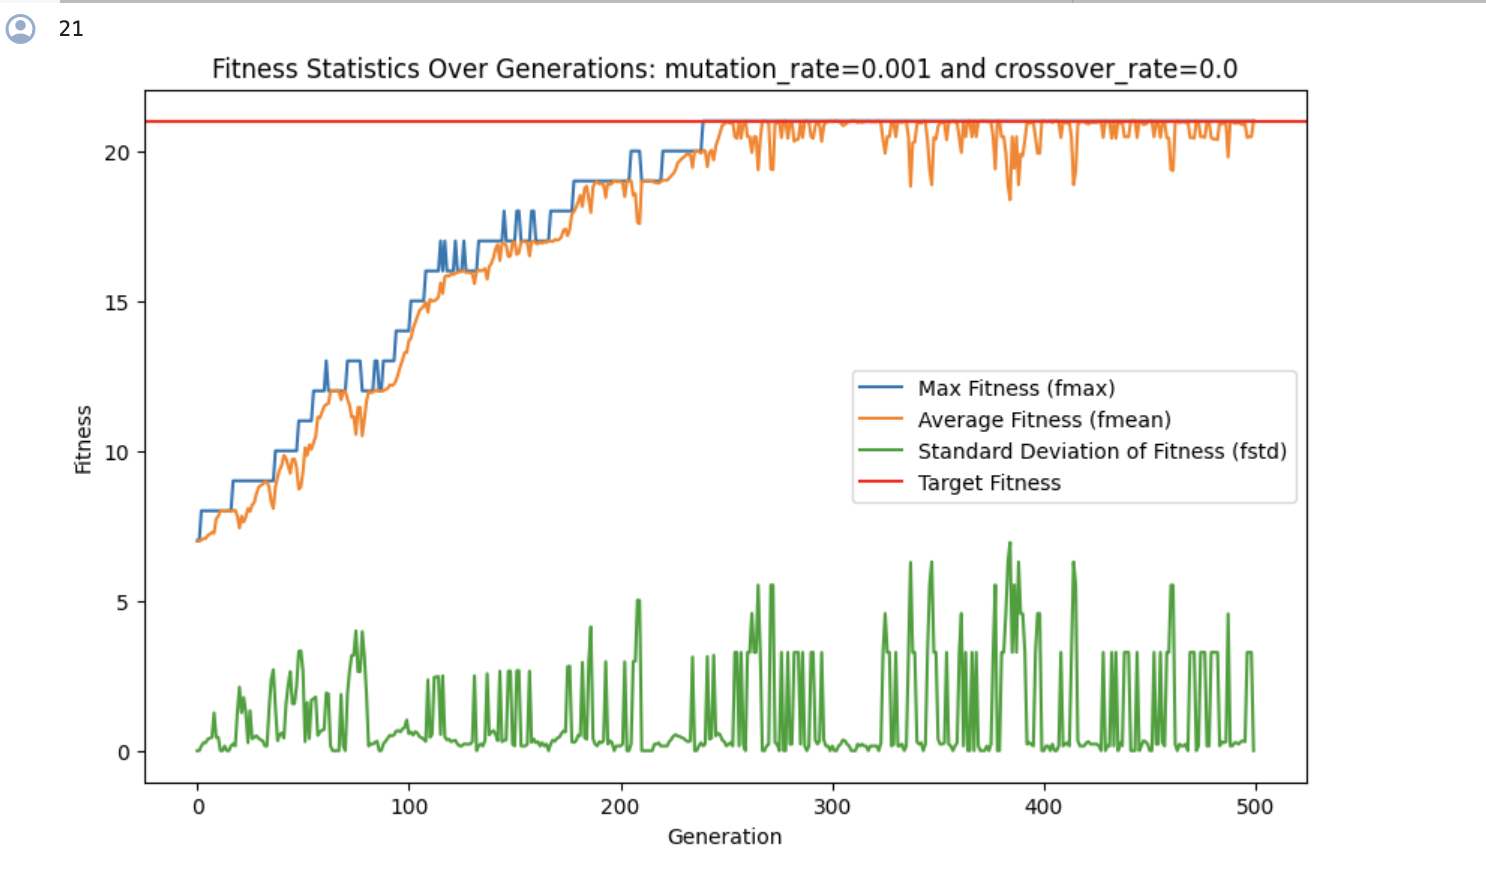 21
Fitness Statistics Over Generations: mutation_rate=0.001 and crossover_rate=0.0
Fitness
20
15
10
5
0
Max Fitness (fmax)
Average Fitness (fmean)
Standard Deviation of Fitness (fstd)
Target Fitness
0 100 200 300 400 500
Generation